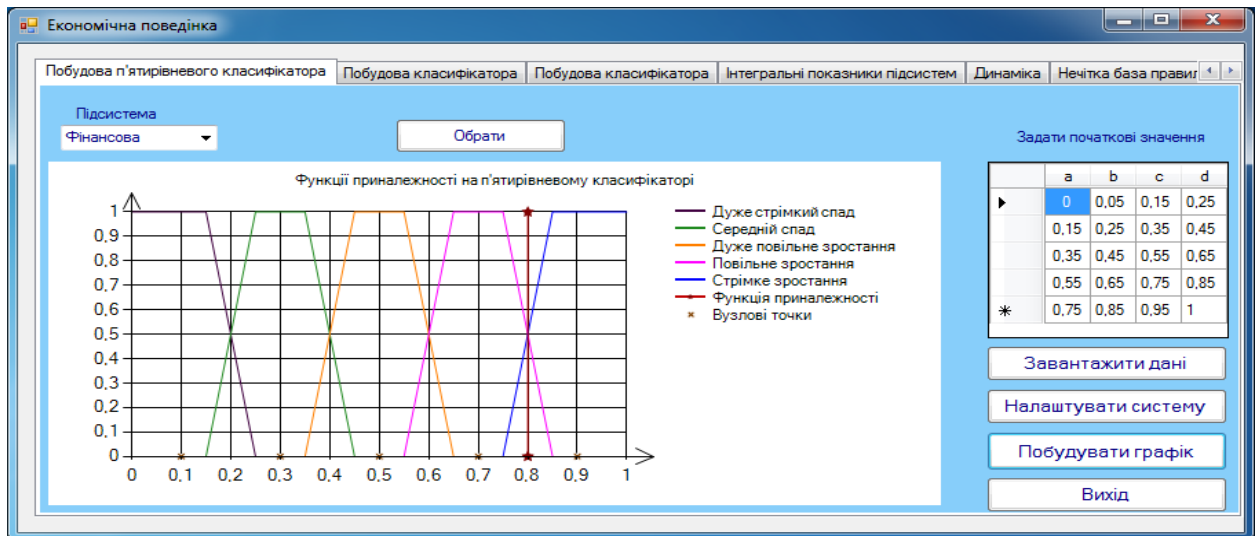 Економічна поведінка
Побудова п'ятирівневого класифікатора Побудова класифікатора Побудова класифікатора Інтегральні показники підсистем Динаміка Нечітка база правил
Підсистема
Фінансова
Обрати
Задати початкові значення
Функції приналежності на п'ятирівневому класифікаторі
1
0,9
0,8
0,7
0,6
0,5
0,4
0,3
0,2
0,1
0
0 0,1 0,2 0,3 0,4 0,5 0,6 0,7 0,8 0,9 1
Дуже стрімкий спад
Середній спад
Дуже повільне зростання
Повільне зростання
Стрімке зростання
Функція приналежності
Вузлові точки
a b c d
0 0,05 0,15 0,25
0,15 0,25 0,35 0,45
0,35 0,45 0,55 0,65
0,55 0,65 0,75 0,85
0,75 0,85 0,95 1
Завантажити дані
Налаштувати систему
Побудувати графік
Вихід